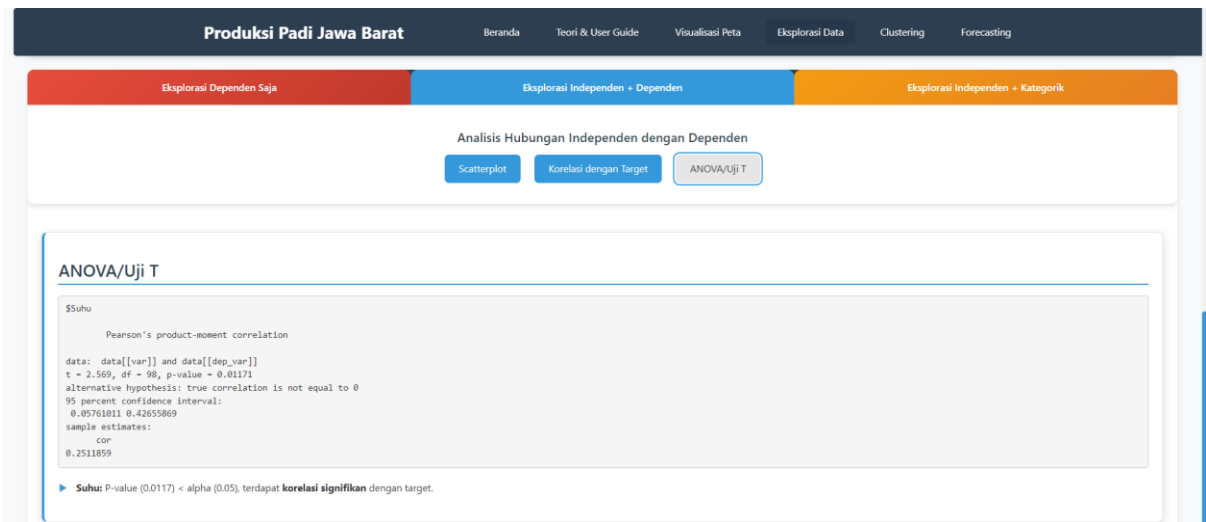 Produksi Padi Jawa Barat
Beranda
Teori & User Guide
Visualisasi Peta
Eksplorasi Data
Clustering
Forecasting
Eksplorasi Dependen Saja
Eksplorasi Independen + Dependen
Eksplorasi Independen + Kategorik
Analisis Hubungan Independen dengan Dependen
Scatterplot
Korelasi dengan Target
ANOVA/Uji T
ANOVA/Uji T
$Suhu
Pearson's product-moment correlation
data: data[[var]] and data[[dep_var]]
t = 2.569, df = 98, p-value = 0.01171
alternative hypothesis: true correlation is not equal to 0
95 percent confidence interval:
0.05761011 0.42655869
sample estimates:
cor
0.2511859
Suhu: P-value (0.0117) < alpha (0.05), terdapat korelasi signifikan dengan target.